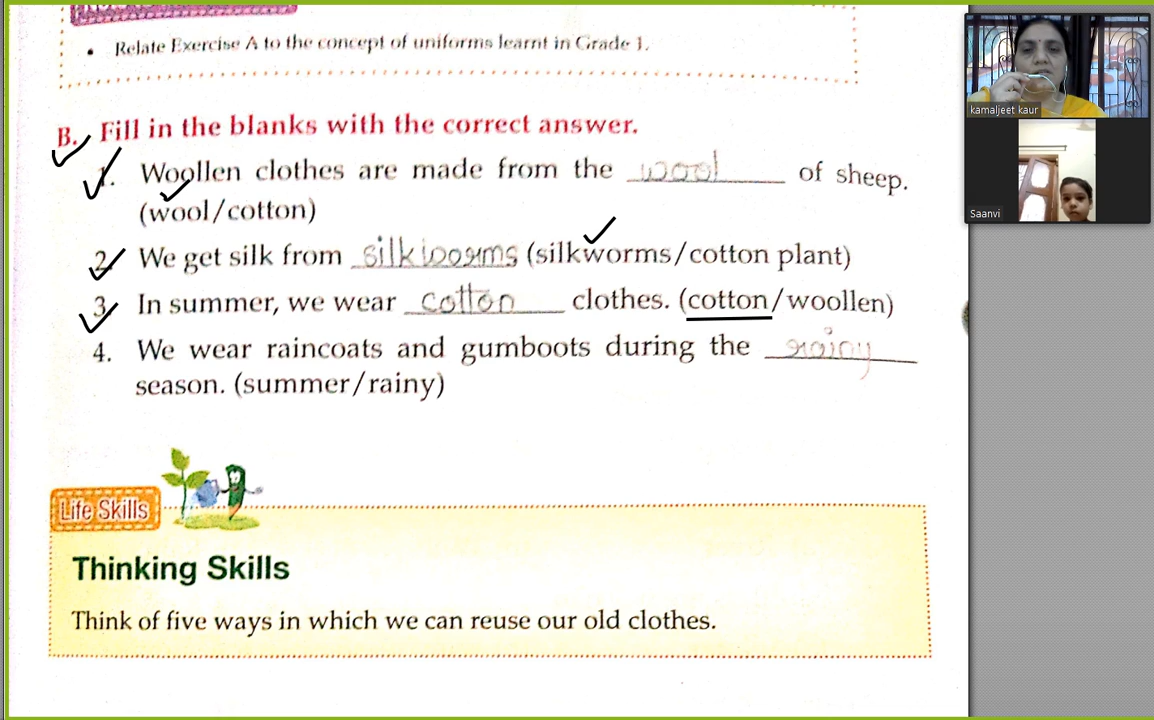 • Relate Exercise A to the concept of uniforms learnt in Grade 1.
B. Fill in the blanks with the correct answer.
1. Woollen clothes are made from the wool of sheep.
(wool/cotton)
2. We get silk from silkworms (silkworms/cotton plant)
3. In summer, we wear cotton clothes. (cotton/woollen)
4. We wear raincoats and gumboots during the rainy
season. (summer/rainy)
Life Skills
Thinking Skills
Think of five ways in which we can reuse our old clothes.
kamaljeet kaur
Saanvi